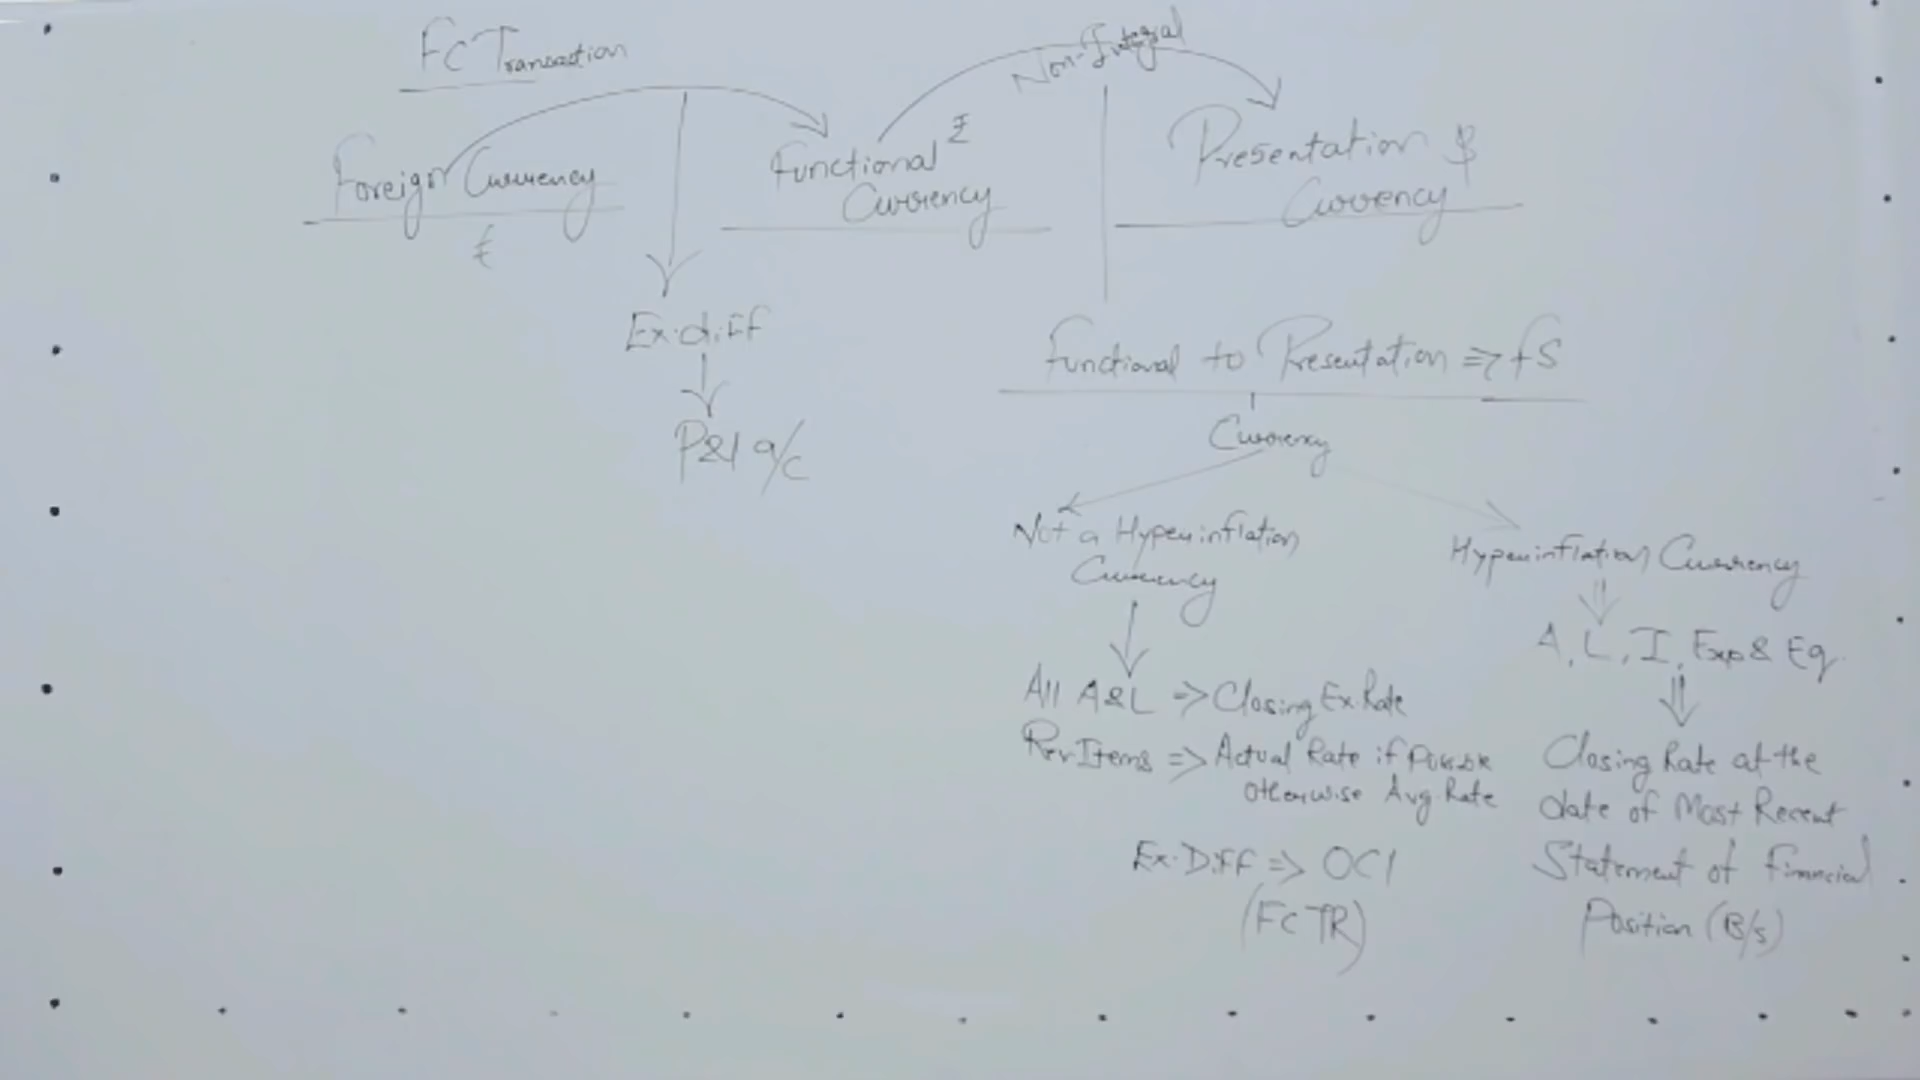 FC Transaction
Non-Integral
Foreign Currency
Functional ₹
Currency
Presentation $
Currency
Ex.diff
P&l a/c
Functional to Presentation => FS
Currency
Not a Hyperinflation
Currency
Hyperinflation Currency
A, L, I, Exp & Eq.
All A&L => Closing Ex.Rate
Rev Items => Actual Rate if Possible
otherwise Avg.Rate
Ex.Diff => OCI
(FCTR)
Closing Rate at the
date of Most Recent
Statement of Financial
Position (B/s)